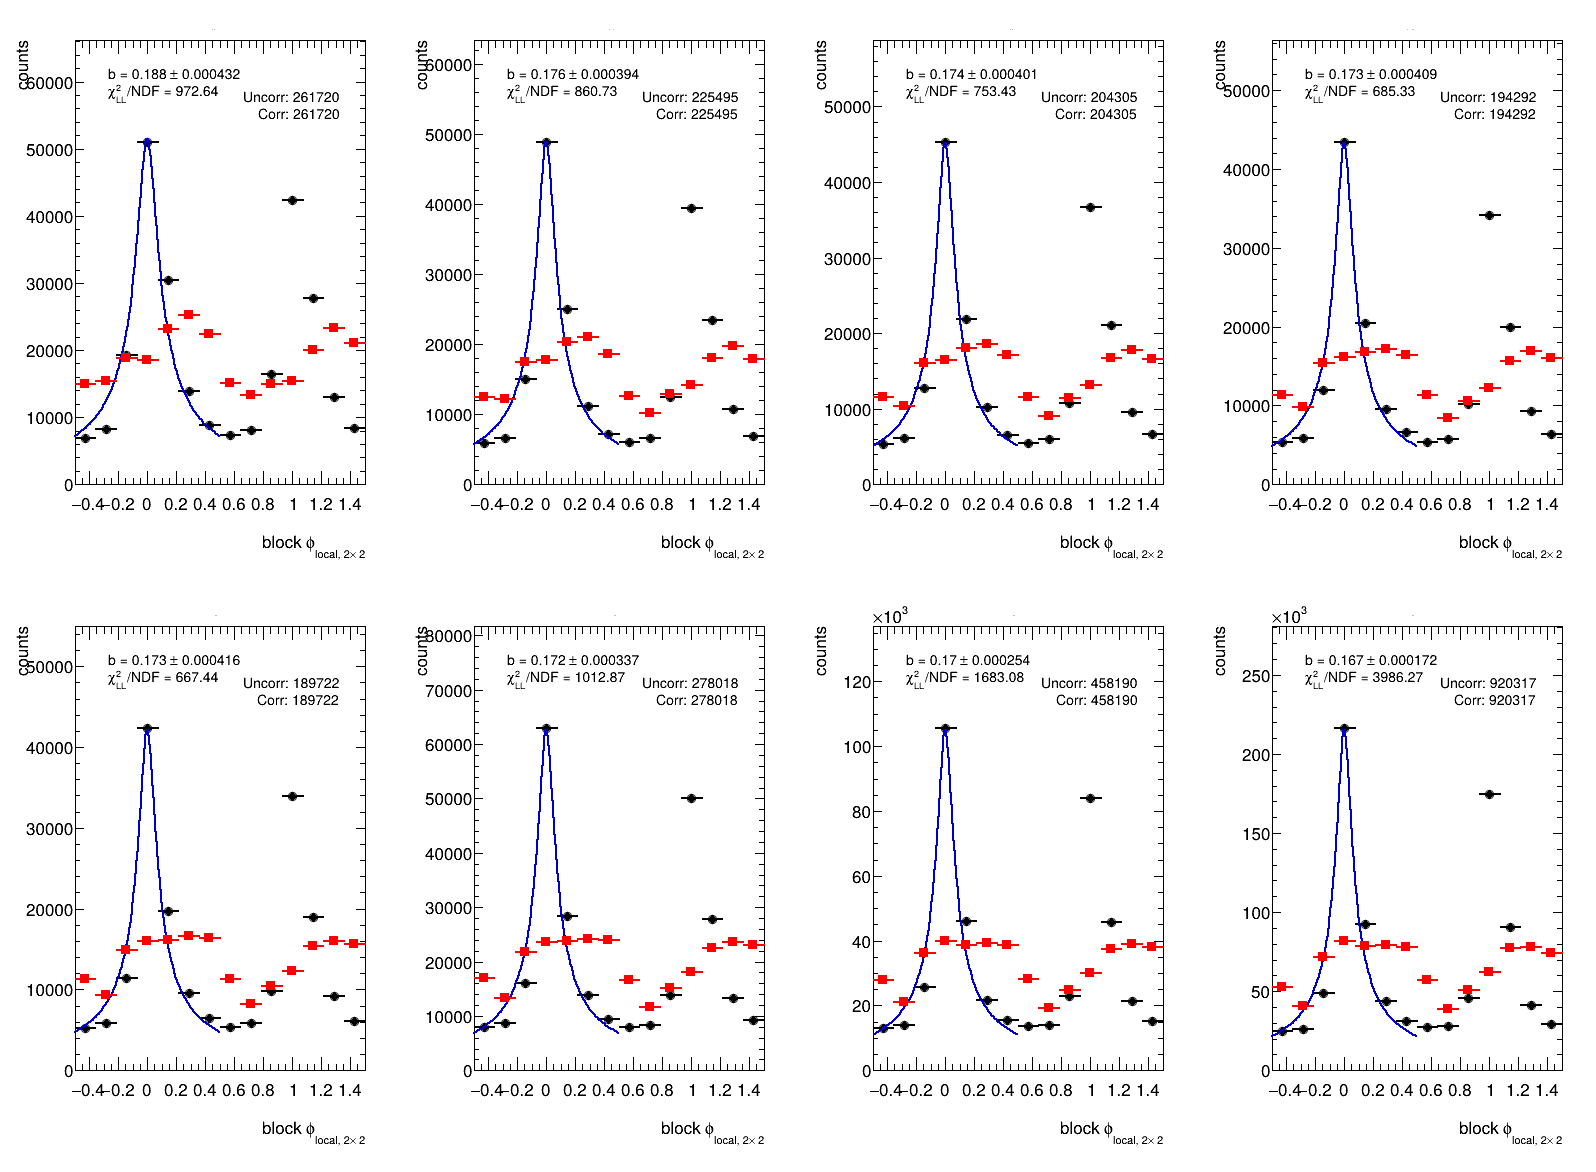 counts
b = 0.188 ± 0.000432
χ²LL/NDF = 972.64
Uncorr: 261720
Corr: 261720
60000
50000
40000
30000
20000
10000
0
−0.4 −0.2 0 0.2 0.4 0.6 0.8 1 1.2 1.4
block ϕlocal, 2×2
counts
b = 0.176 ± 0.000394
χ²LL/NDF = 860.73
Uncorr: 225495
Corr: 225495
60000
50000
40000
30000
20000
10000
0
−0.4 −0.2 0 0.2 0.4 0.6 0.8 1 1.2 1.4
block ϕlocal, 2×2
counts
b = 0.174 ± 0.000401
χ²LL/NDF = 753.43
Uncorr: 204305
Corr: 204305
50000
40000
30000
20000
10000
0
−0.4 −0.2 0 0.2 0.4 0.6 0.8 1 1.2 1.4
block ϕlocal, 2×2
counts
b = 0.173 ± 0.000409
χ²LL/NDF = 685.33
Uncorr: 194292
Corr: 194292
50000
40000
30000
20000
10000
0
−0.4 −0.2 0 0.2 0.4 0.6 0.8 1 1.2 1.4
block ϕlocal, 2×2
counts
b = 0.173 ± 0.000416
χ²LL/NDF = 667.44
Uncorr: 189722
Corr: 189722
50000
40000
30000
20000
10000
0
−0.4 −0.2 0 0.2 0.4 0.6 0.8 1 1.2 1.4
block ϕlocal, 2×2
counts
b = 0.172 ± 0.000337
χ²LL/NDF = 1012.87
Uncorr: 278018
Corr: 278018
80000
70000
60000
50000
40000
30000
20000
10000
0
−0.4 −0.2 0 0.2 0.4 0.6 0.8 1 1.2 1.4
block ϕlocal, 2×2
×10³
counts
b = 0.17 ± 0.000254
χ²LL/NDF = 1683.08
Uncorr: 458190
Corr: 458190
120
100
80
60
40
20
0
−0.4 −0.2 0 0.2 0.4 0.6 0.8 1 1.2 1.4
block ϕlocal, 2×2
×10³
counts
b = 0.167 ± 0.000172
χ²LL/NDF = 3986.27
Uncorr: 920317
Corr: 920317
250
200
150
100
50
0
−0.4 −0.2 0 0.2 0.4 0.6 0.8 1 1.2 1.4
block ϕlocal, 2×2